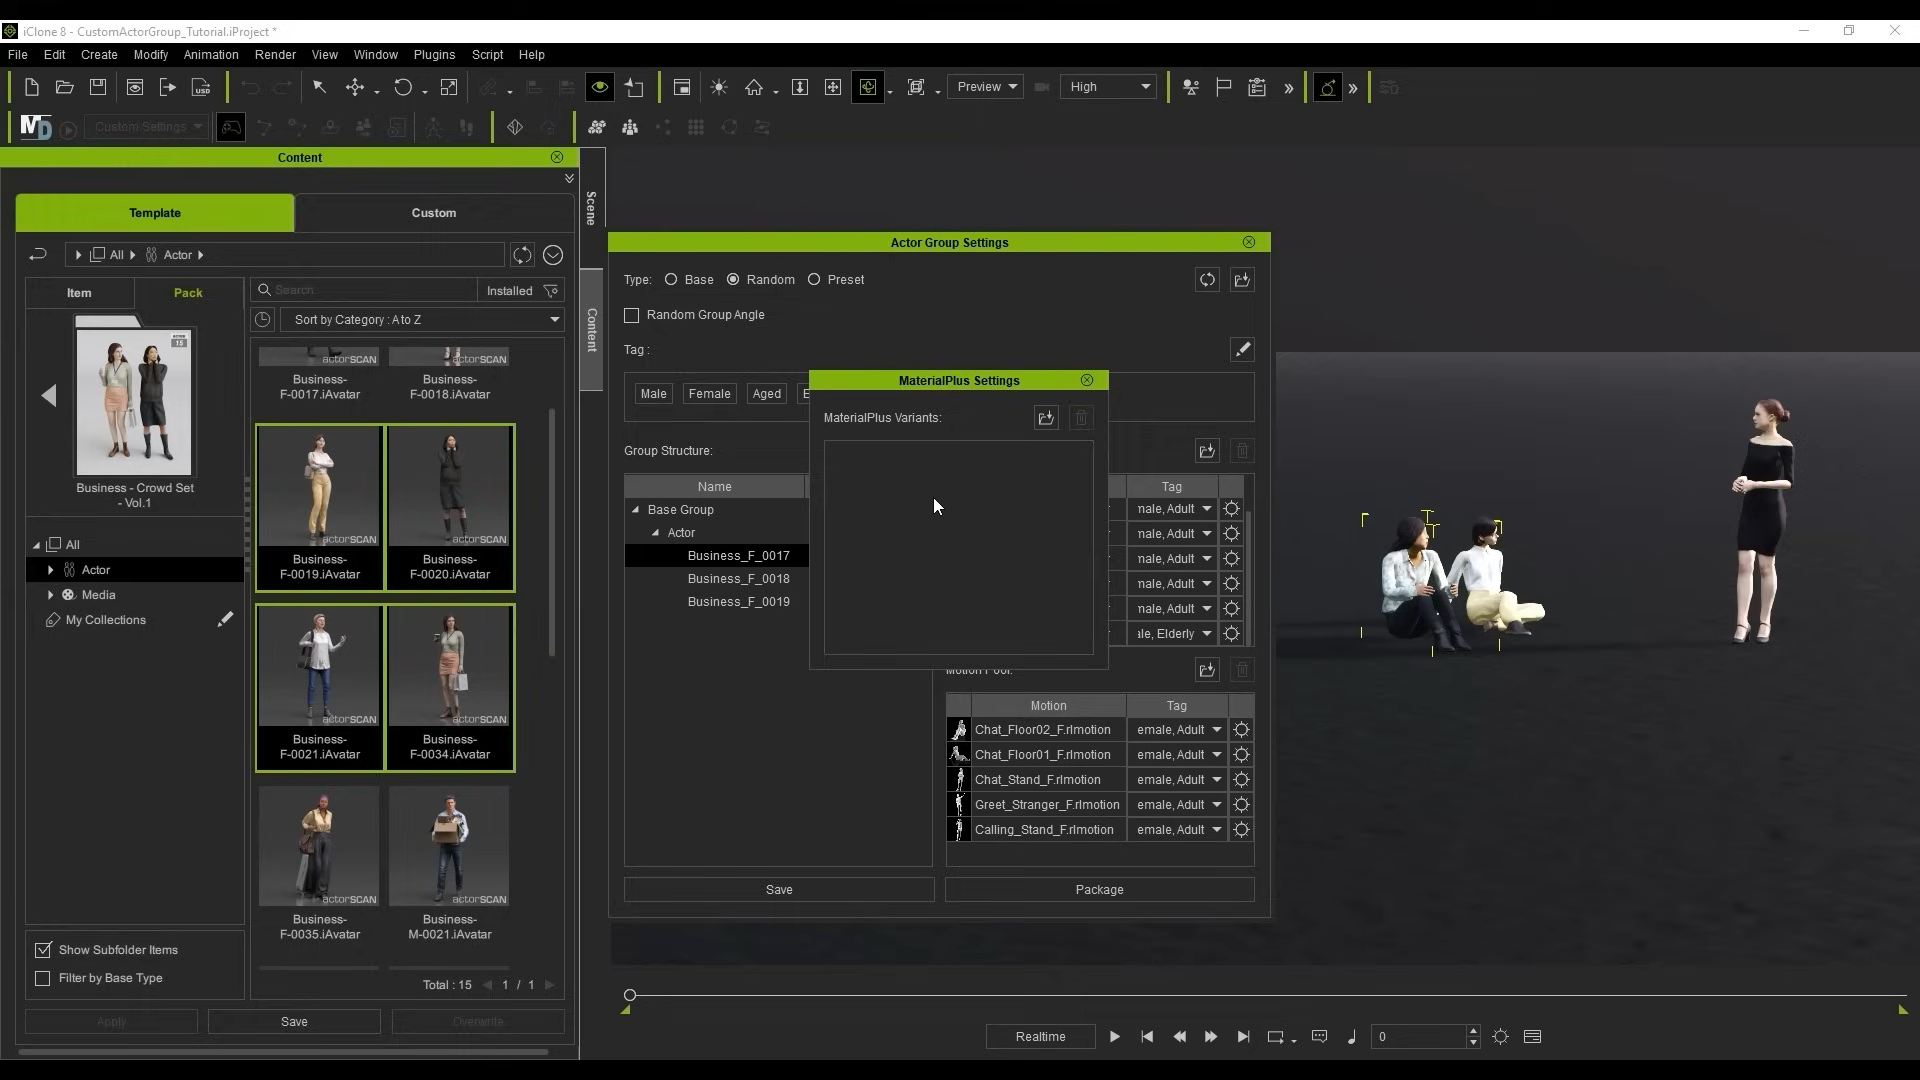 iClone 8 - CustomActorGroup_Tutorial.iProject *
File Edit Create Modify Animation Render View Window Plugins Script Help
Preview High
MD Custom Settings
Content
Template Custom
All Actor
Item Pack
Search Installed
Sort by Category : A to Z
Business - Crowd Set
- Vol.1
All
Actor
Media
My Collections
Show Subfolder Items
Filter by Base Type
actorSCAN actorSCAN
Business-
F-0017.iAvatar
Business-
F-0018.iAvatar
Business-
F-0019.iAvatar
Business-
F-0020.iAvatar
actorSCAN actorSCAN
Business-
F-0021.iAvatar
Business-
F-0034.iAvatar
actorSCAN actorSCAN
Business-
F-0035.iAvatar
Business-
M-0021.iAvatar
Total : 15 1 / 1
Apply Save Overwrite
Scene
Content
Actor Group Settings
Type: Base Random Preset
Random Group Angle
Tag :
Male Female Aged E
Group Structure:
Name
Base Group
Actor
Business_F_0017
Business_F_0018
Business_F_0019
MaterialPlus Settings
MaterialPlus Variants:
Tag
nale, Adult
nale, Adult
nale, Adult
nale, Adult
nale, Adult
ale, Elderly
Motion Pool:
Motion Tag
Chat_Floor02_F.rlmotion emale, Adult
Chat_Floor01_F.rlmotion emale, Adult
Chat_Stand_F.rlmotion emale, Adult
Greet_Stranger_F.rlmotion emale, Adult
Calling_Stand_F.rlmotion emale, Adult
Save Package
Realtime 0